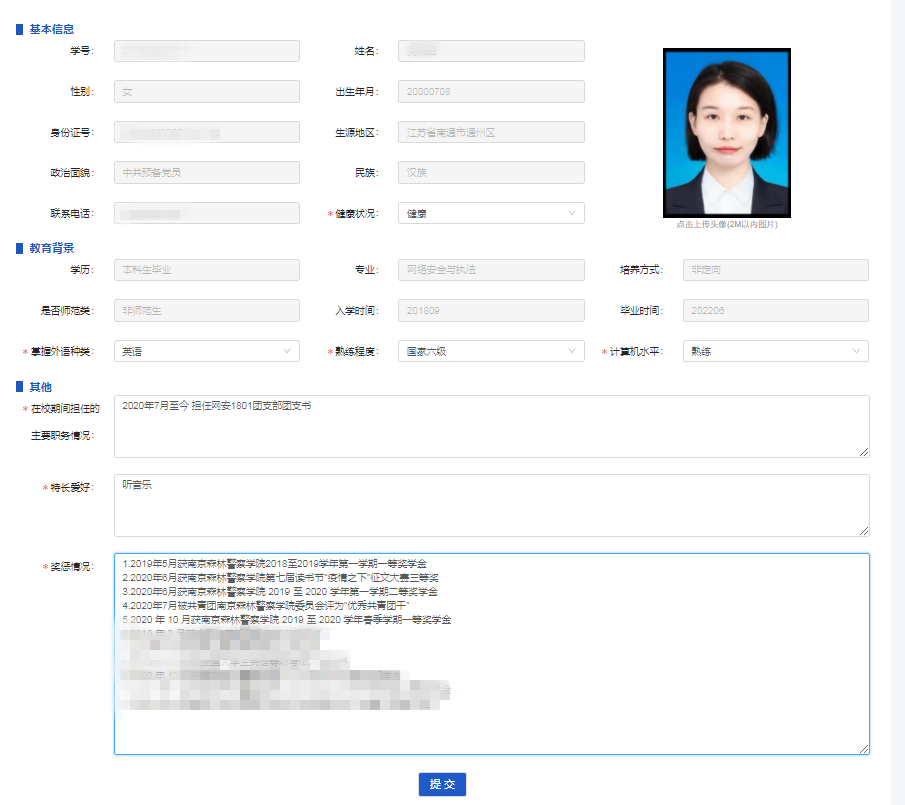 基本信息
学号:
姓名:
性别: 女
出生年月: 20000708
身份证号:
生源地区: 江苏省南通市通州区
政治面貌: 中共预备党员
民族: 汉族
联系电话:
*健康状况: 健康
点击上传头像(2M以内图片)
教育背景
学历: 本科生毕业
专业: 网络安全与执法
培养方式: 非定向
是否师范类: 非师范生
入学时间: 201809
毕业时间: 202206
*掌握外语种类: 英语
*熟练程度: 国家六级
*计算机水平: 熟练
其他
*在校期间担任的
主要职务情况:
2020年7月至今 担任网安1801团支部团支书
*特长爱好: 听音乐
*奖惩情况:
1.2019年5月获南京森林警察学院2018至2019学年第一学期一等奖学金
2.2020年6月获南京森林警察学院第七届读书节"疫情之下"征文大赛三等奖
3.2020年6月获南京森林警察学院 2019 至 2020 学年第一学期二等奖学金
4.2020年7月被共青团南京森林警察学院委员会评为"优秀共青团干"
5.2020 年 10 月获南京森林警察学院 2019 至 2020 学年春季学期一等奖学金
提 交